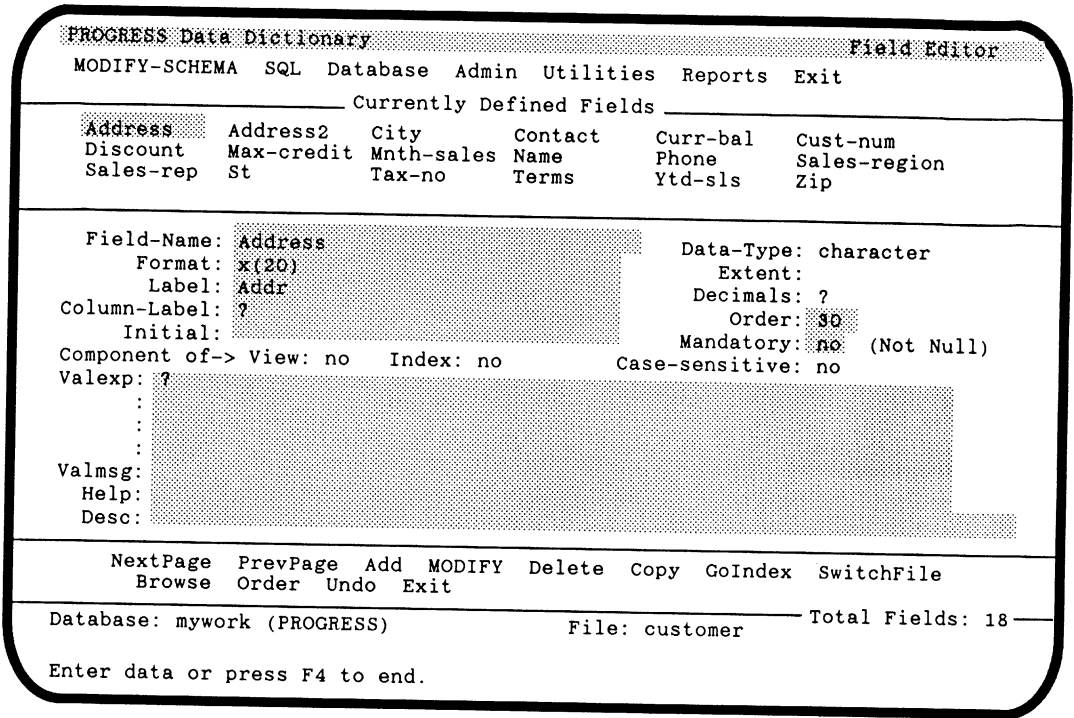 PROGRESS Data Dictionary Field Editor
MODIFY-SCHEMA SQL Database Admin Utilities Reports Exit
Currently Defined Fields
Address Address2 City Contact Curr-bal Cust-num
Discount Max-credit Mnth-sales Name Phone Sales-region
Sales-rep St Tax-no Terms Ytd-sls Zip
Field-Name: Address Data-Type: character
Format: x(20) Extent:
Label: Addr Decimals: ?
Column-Label: ? Order: 30
Initial: Mandatory: no (Not Null)
Component of-> View: no Index: no Case-sensitive: no
Valexp: ?
:
:
:
Valmsg:
Help:
Desc:
NextPage PrevPage Add MODIFY Delete Copy GoIndex SwitchFile
Browse Order Undo Exit
Total Fields: 18
Database: mywork (PROGRESS) File: customer
Enter data or press F4 to end.